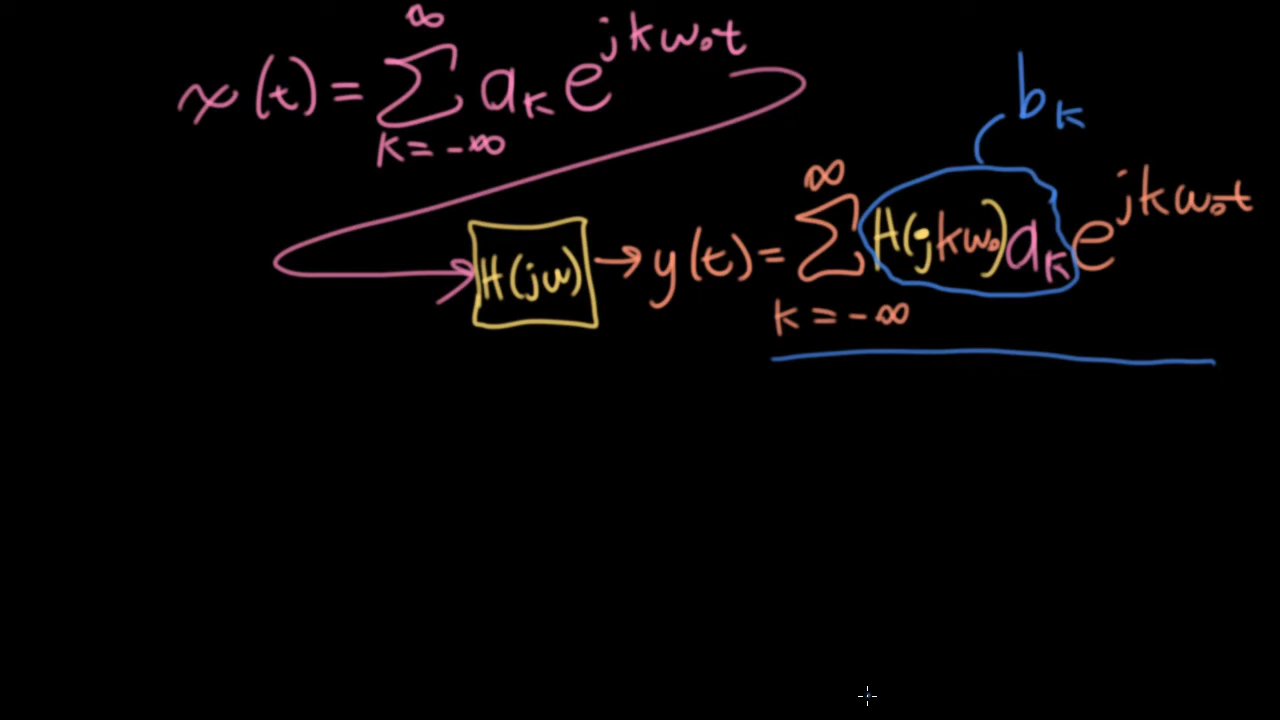 x(t) = ∞ Σ k=-∞ aₖ e^{jkω₀t}
bₖ
H(jω) → y(t) = ∞ Σ k=-∞ H(jkω₀) aₖ e^{jkω₀t}